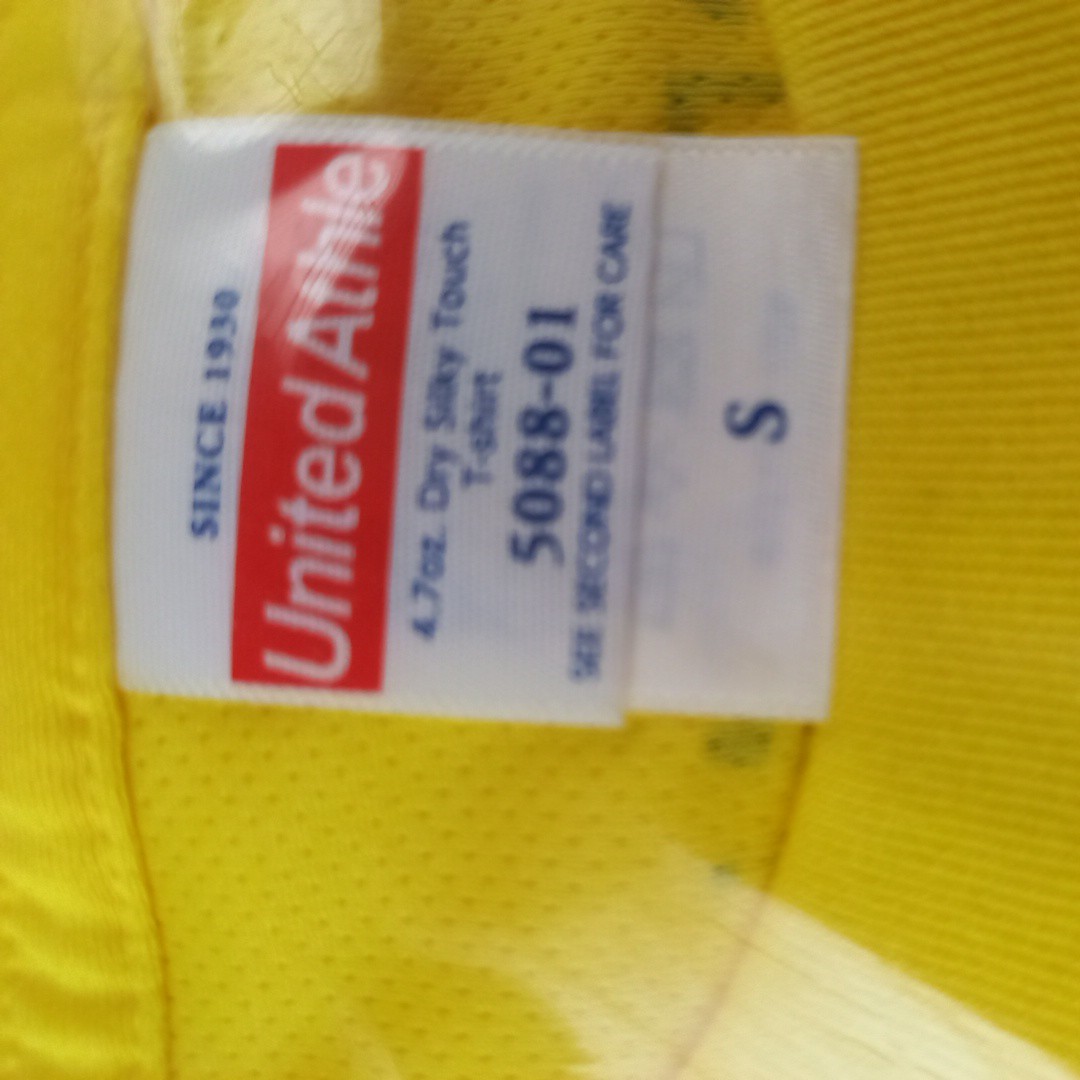 SINCE 1930
United Athle
4.7oz. Dry Silky Touch
T-shirt
5088-01
SEE SECOND LABEL FOR CARE
S